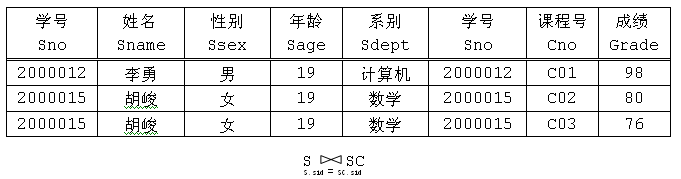 学号 姓名 性别 年龄 系别 学号 课程号 成绩
Sno Sname Ssex Sage Sdept Sno Cno Grade
2000012 李勇 男 19 计算机 2000012 C01 98
2000015 胡峻 女 19 数学 2000015 C02 80
2000015 胡峻 女 19 数学 2000015 C03 76
S ⋈ SC
S.sid = SC.sid